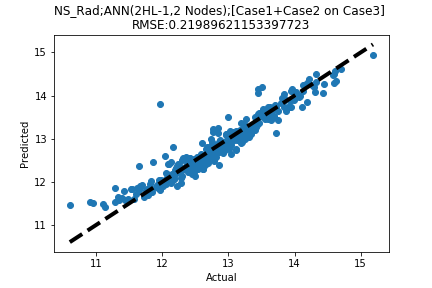 NS_Rad;ANN(2HL-1,2 Nodes);[Case1+Case2 on Case3]
RMSE:0.21989621153397723
15
14
13
12
11
Predicted
11
12
13
14
15
Actual